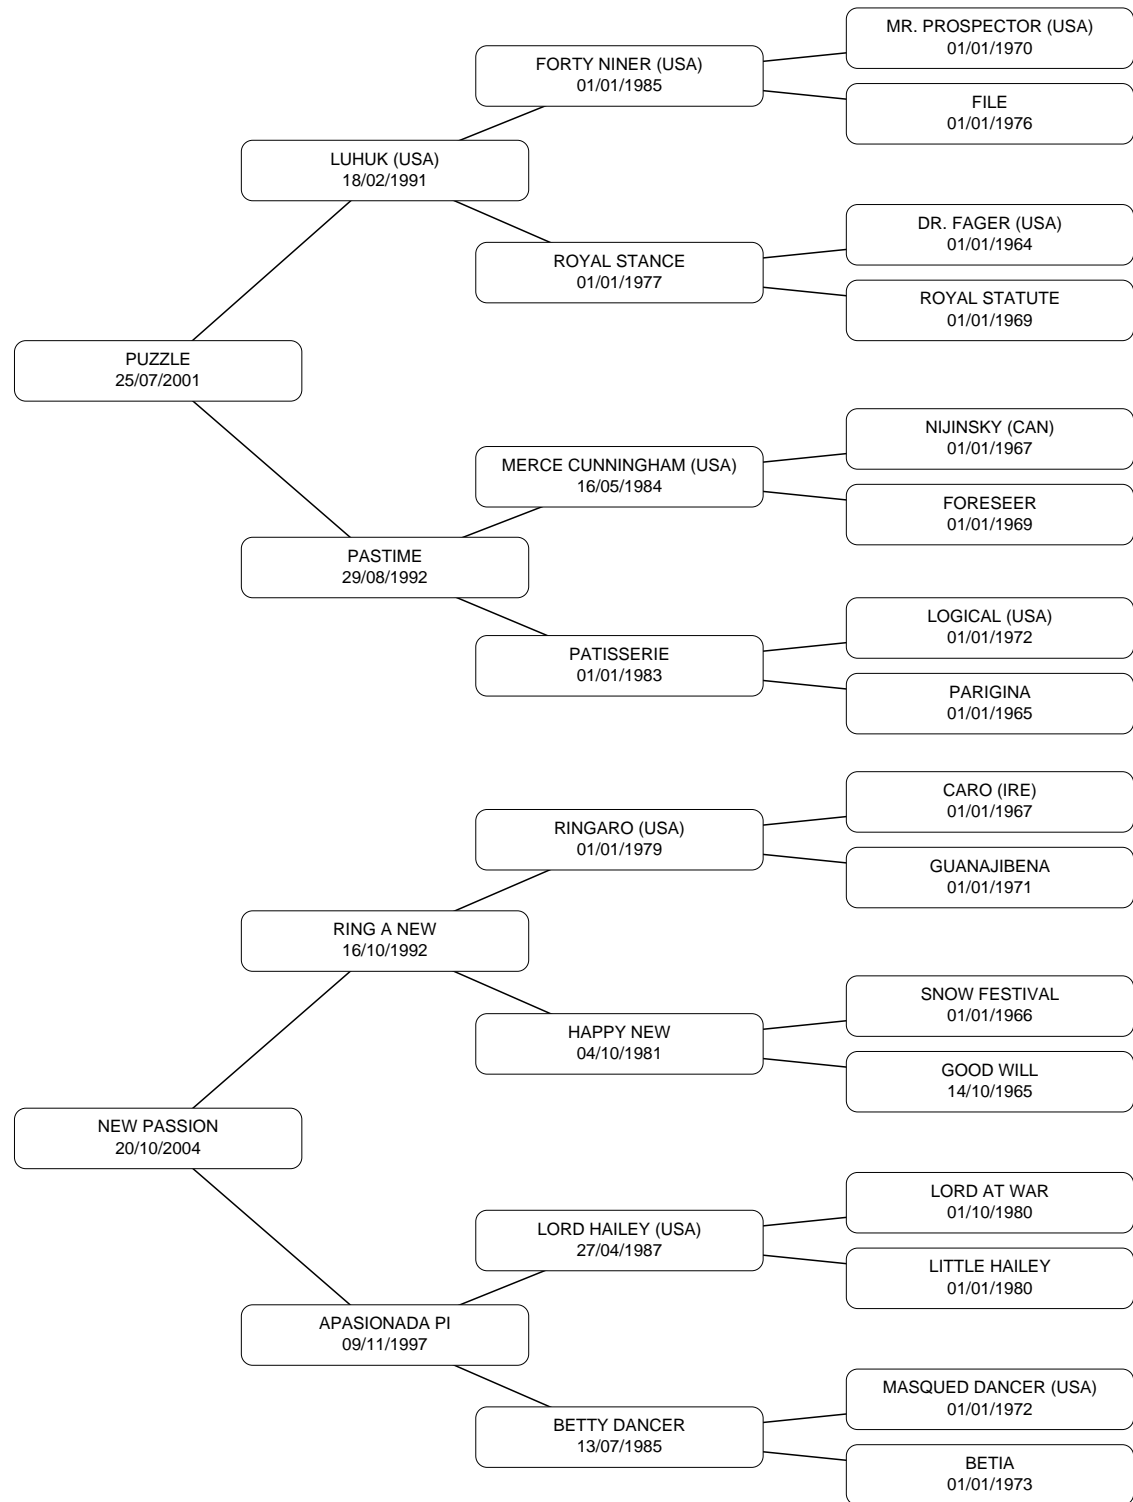 MR. PROSPECTOR (USA)
01/01/1970
FORTY NINER (USA)
01/01/1985
FILE
01/01/1976
LUHUK (USA)
18/02/1991
DR. FAGER (USA)
01/01/1964
ROYAL STANCE
01/01/1977
ROYAL STATUTE
01/01/1969
PUZZLE
25/07/2001
NIJINSKY (CAN)
01/01/1967
MERCE CUNNINGHAM (USA)
16/05/1984
FORESEER
01/01/1969
PASTIME
29/08/1992
LOGICAL (USA)
01/01/1972
PATISSERIE
01/01/1983
PARIGINA
01/01/1965
CARO (IRE)
01/01/1967
RINGARO (USA)
01/01/1979
GUANAJIBENA
01/01/1971
RING A NEW
16/10/1992
SNOW FESTIVAL
01/01/1966
HAPPY NEW
04/10/1981
GOOD WILL
14/10/1965
NEW PASSION
20/10/2004
LORD AT WAR
01/10/1980
LORD HAILEY (USA)
27/04/1987
LITTLE HAILEY
01/01/1980
APASIONADA PI
09/11/1997
MASQUED DANCER (USA)
01/01/1972
BETTY DANCER
13/07/1985
BETIA
01/01/1973